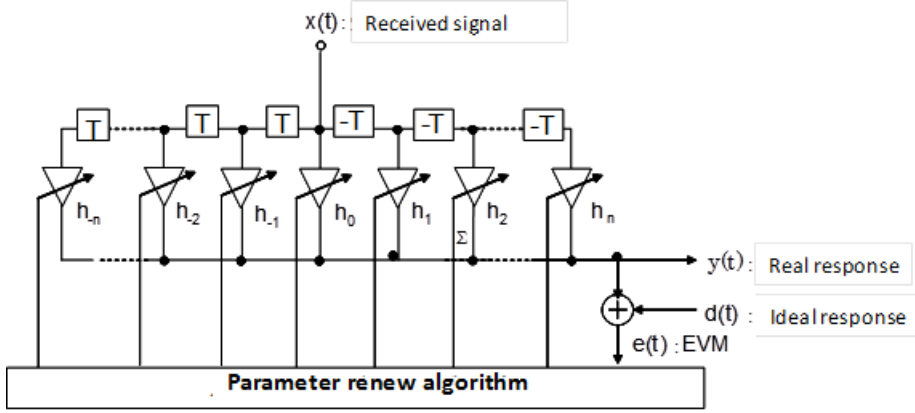 x(t): Received signal
T T T -T -T -T
h-n h-2 h-1 h0 h1 h2 hn
Σ
y(t): Real response
d(t) : Ideal response
e(t) : EVM
Parameter renew algorithm